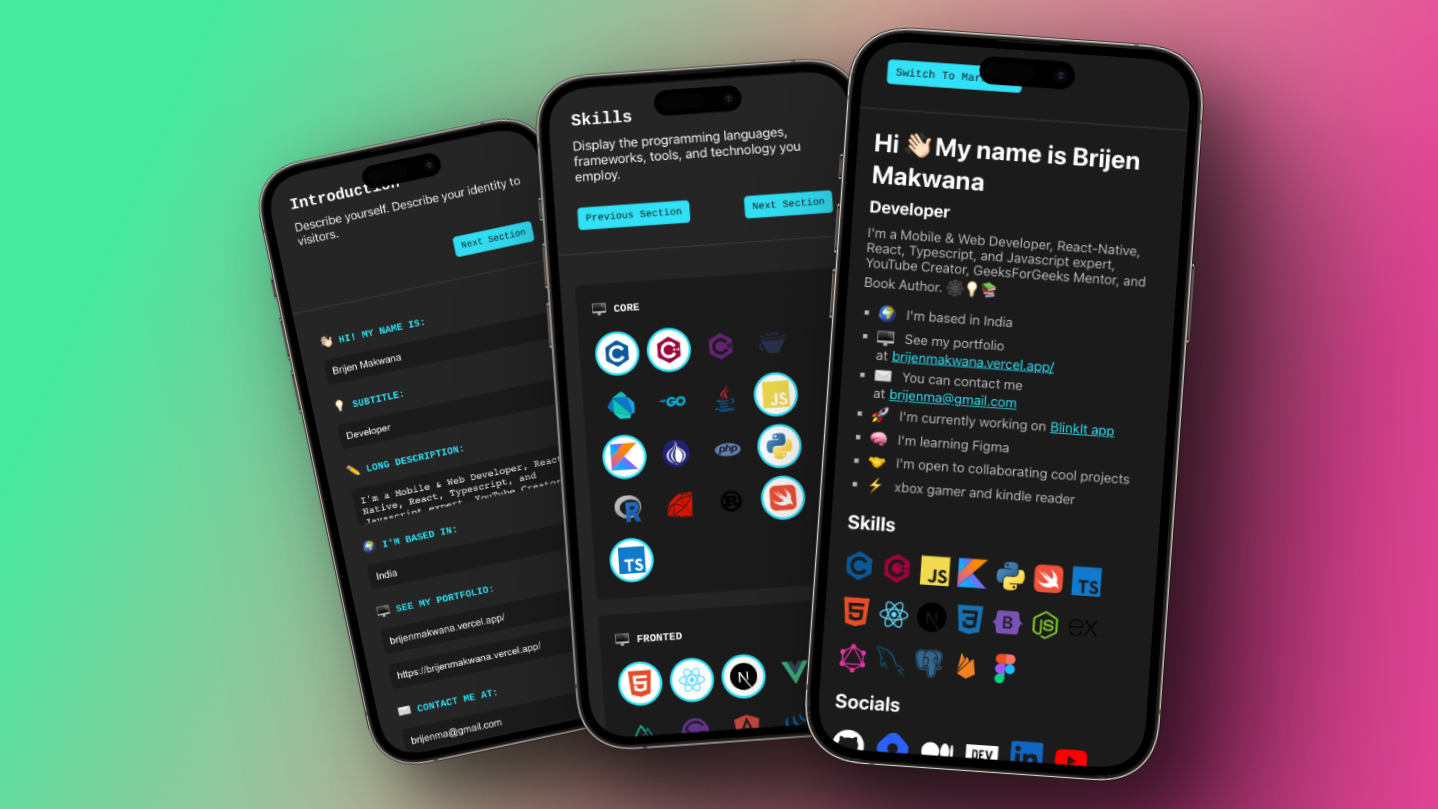 Introduction
Describe yourself. Describe your identity to
visitors.
Next Section
HI! MY NAME IS:
Brijen Makwana
SUBTITLE:
Developer
LONG DESCRIPTION:
I'm a Mobile & Web Developer, React
Native, React, Typescript, and
Javascript expert, YouTube Creator
I'M BASED IN:
India
SEE MY PORTFOLIO:
brijenmakwana.vercel.app/
https://brijenmakwana.vercel.app/
CONTACT ME AT:
brijenma@gmail.com
Skills
Display the programming languages,
frameworks, tools, and technology you
employ.
Previous Section
Next Section
CORE
C
C
C
GO
JS
php
R
R
TS
FRONTED
5
N
Switch To Mar
Hi My name is Brijen
Makwana
Developer
I'm a Mobile & Web Developer, React-Native,
React, Typescript, and Javascript expert,
YouTube Creator, GeeksForGeeks Mentor, and
Book Author.
I'm based in India
See my portfolio
at brijenmakwana.vercel.app/
You can contact me
at brijenma@gmail.com
I'm currently working on BlinkIt app
I'm learning Figma
I'm open to collaborating cool projects
xbox gamer and kindle reader
Skills
C C JS TS
5 N 3 B JS ex
Socials
DEV in